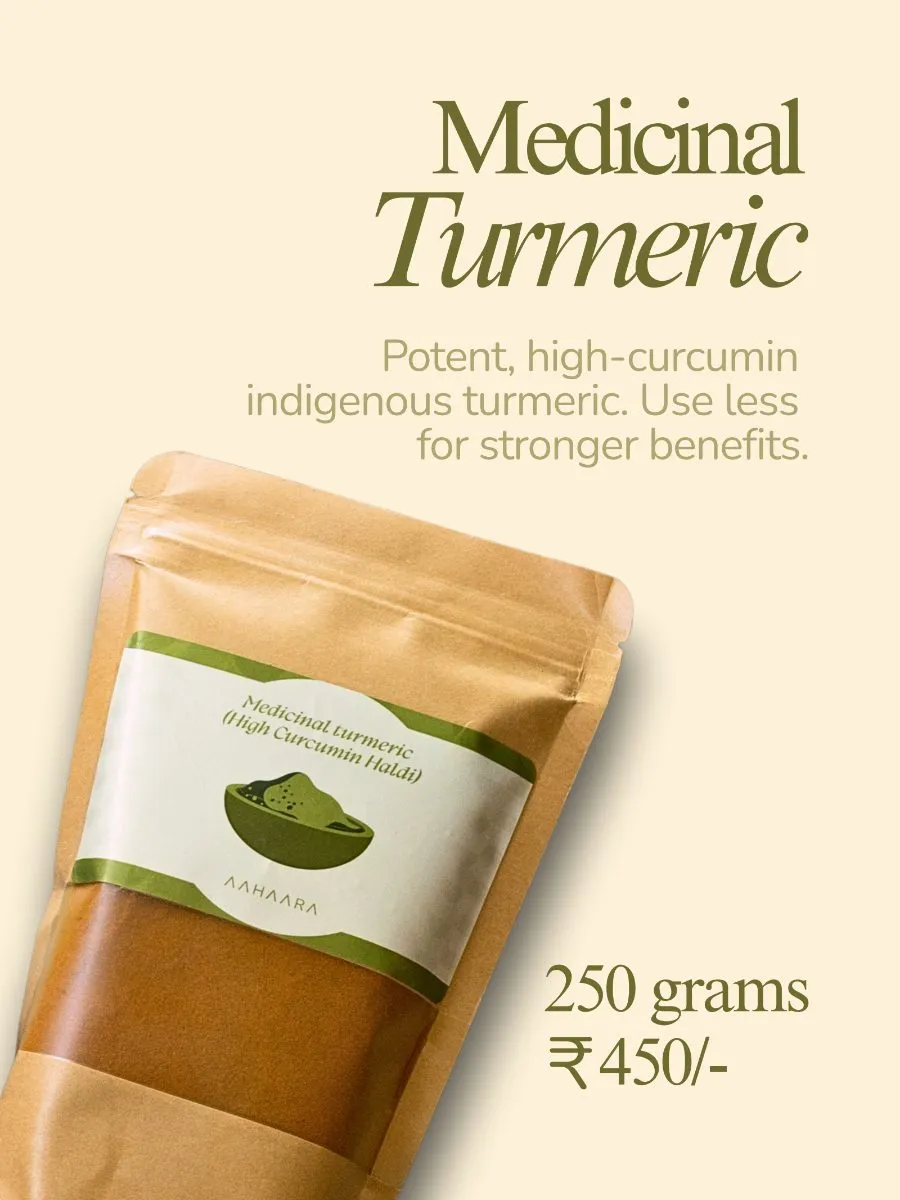 Medicinal
Turmeric
Potent, high-curcumin
indigenous turmeric. Use less
for stronger benefits.
Medicinal turmeric
(High Curcumin Haldi)
AAHAARA
250 grams
₹450/-